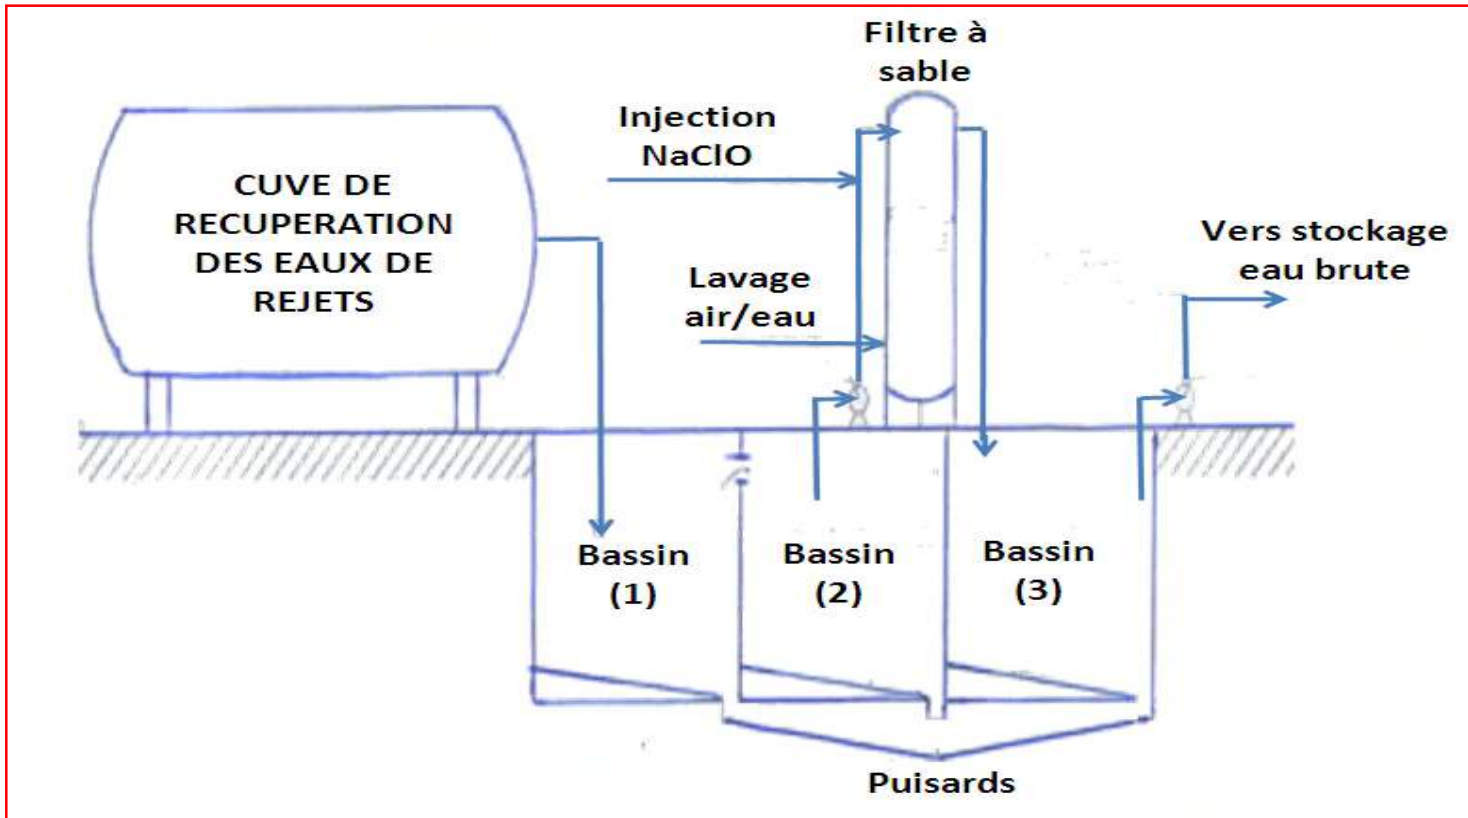 Filtre à
sable
Injection
NaClO
CUVE DE
RECUPERATION
DES EAUX DE
REJETS
Lavage
air/eau
Vers stockage
eau brute
Bassin
(1)
Bassin
(2)
Bassin
(3)
Puisards